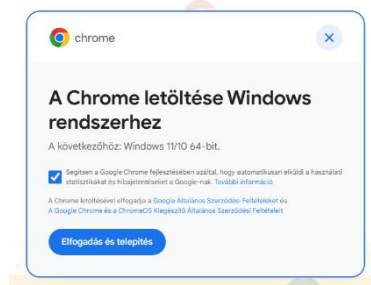 chrome
A Chrome letöltése Windows
rendszerhez
A következőhöz: Windows 11/10 64-bit.
Segítsen a Google Chrome fejlesztésében azáltal, hogy automatikusan elküldi a használati
statisztikákat és hibajelentéseket a Google-nak. További információ
A Chrome letöltésével elfogadja a Google Általános Szerződési Feltételeket és
A Google Chrome és a ChromeOS Kiegészítő Általános Szerződési Feltételeit
Elfogadás és telepítés